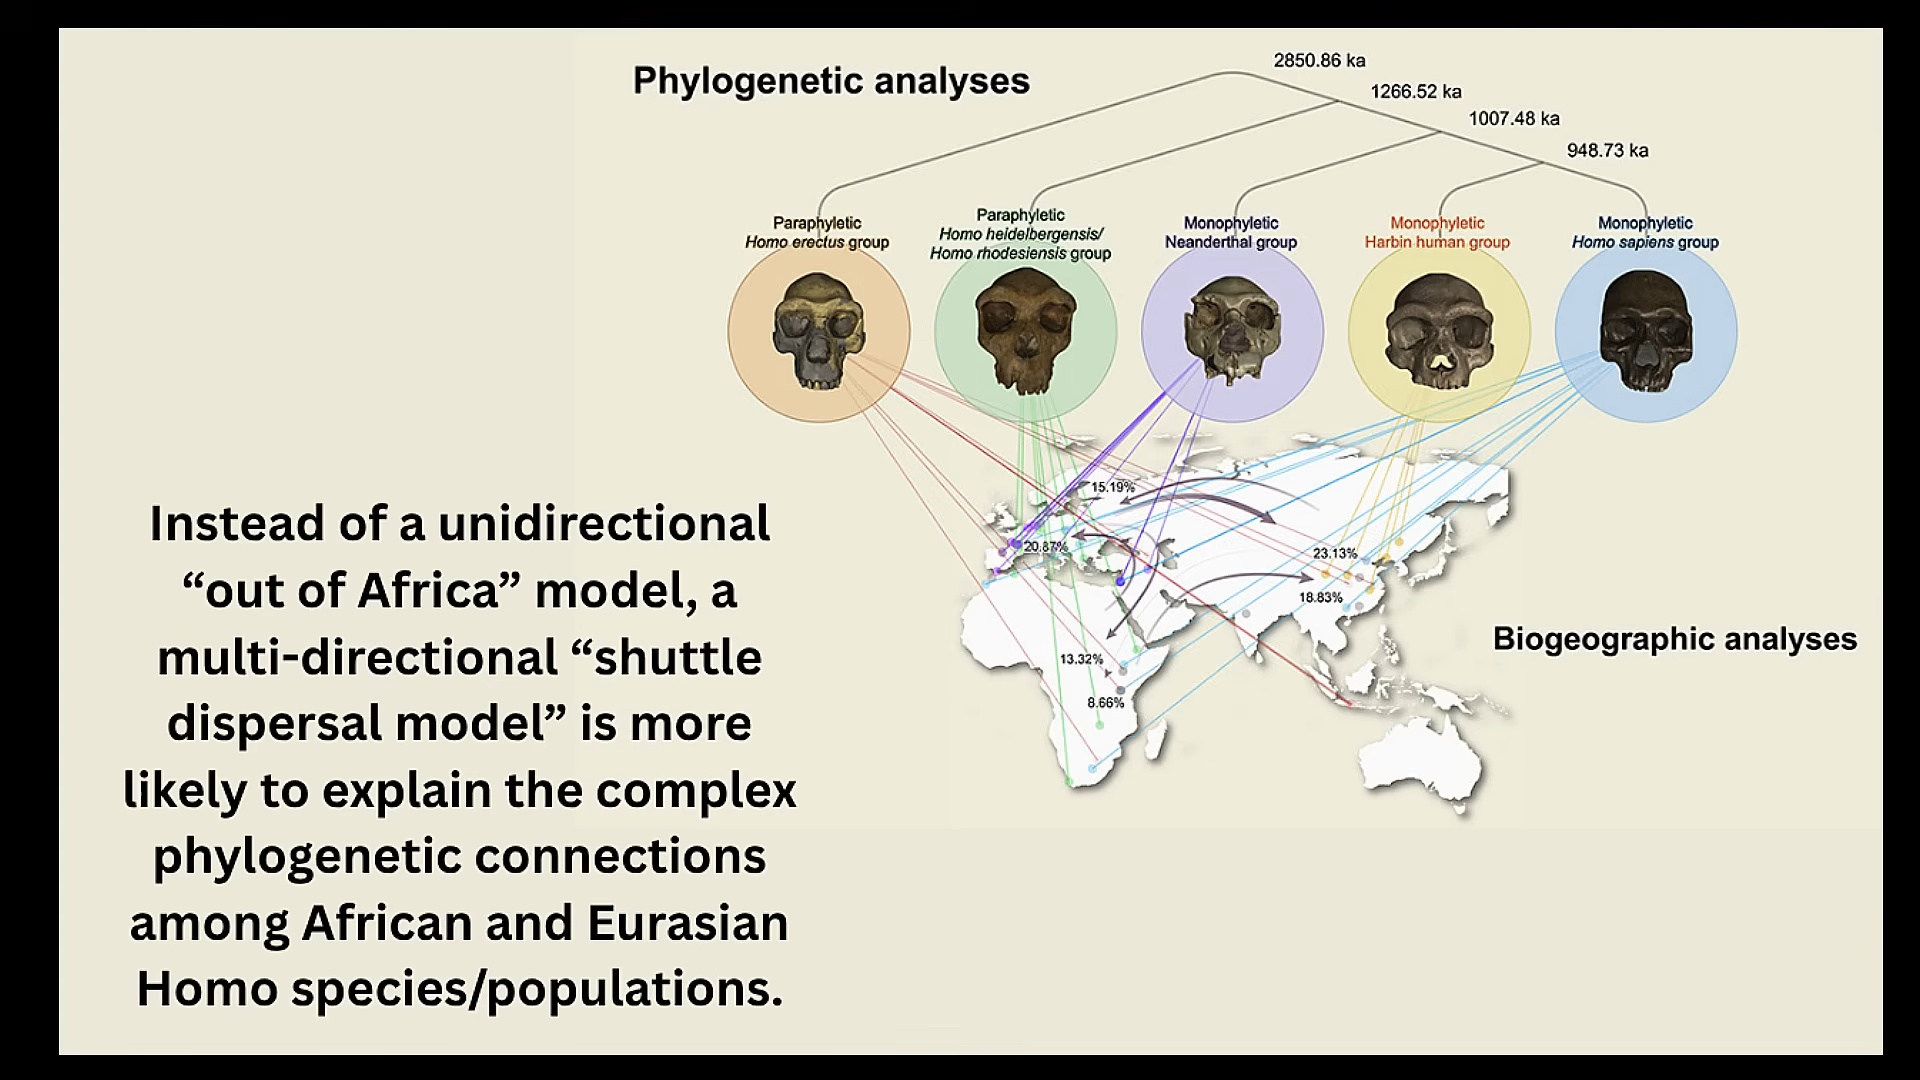 Phylogenetic analyses
2850.86 ka
1266.52 ka
1007.48 ka
948.73 ka
Paraphyletic
Homo erectus group
Paraphyletic
Homo heidelbergensis/
Homo rhodesiensis group
Monophyletic
Neanderthal group
Monophyletic
Harbin human group
Monophyletic
Homo sapiens group
Instead of a unidirectional
“out of Africa” model, a
multi-directional “shuttle
dispersal model” is more
likely to explain the complex
phylogenetic connections
among African and Eurasian
Homo species/populations.
15.19%
20.87%
23.13%
18.83%
13.32%
8.66%
Biogeographic analyses